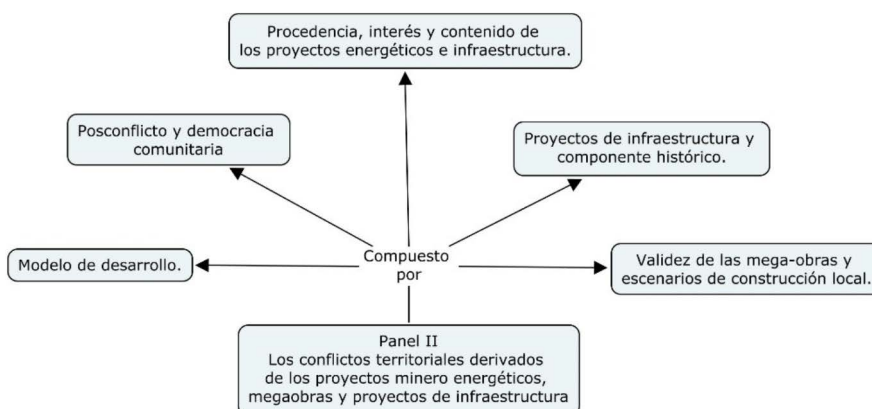 Procedencia, interés y contenido de
los proyectos energéticos e infraestructura.
Posconflicto y democracia
comunitaria
Proyectos de infraestructura y
componente histórico.
Modelo de desarrollo.
Compuesto
por
Validez de las mega-obras y
escenarios de construcción local.
Panel II
Los conflictos territoriales derivados
de los proyectos minero energéticos,
megaobras y proyectos de infraestructura